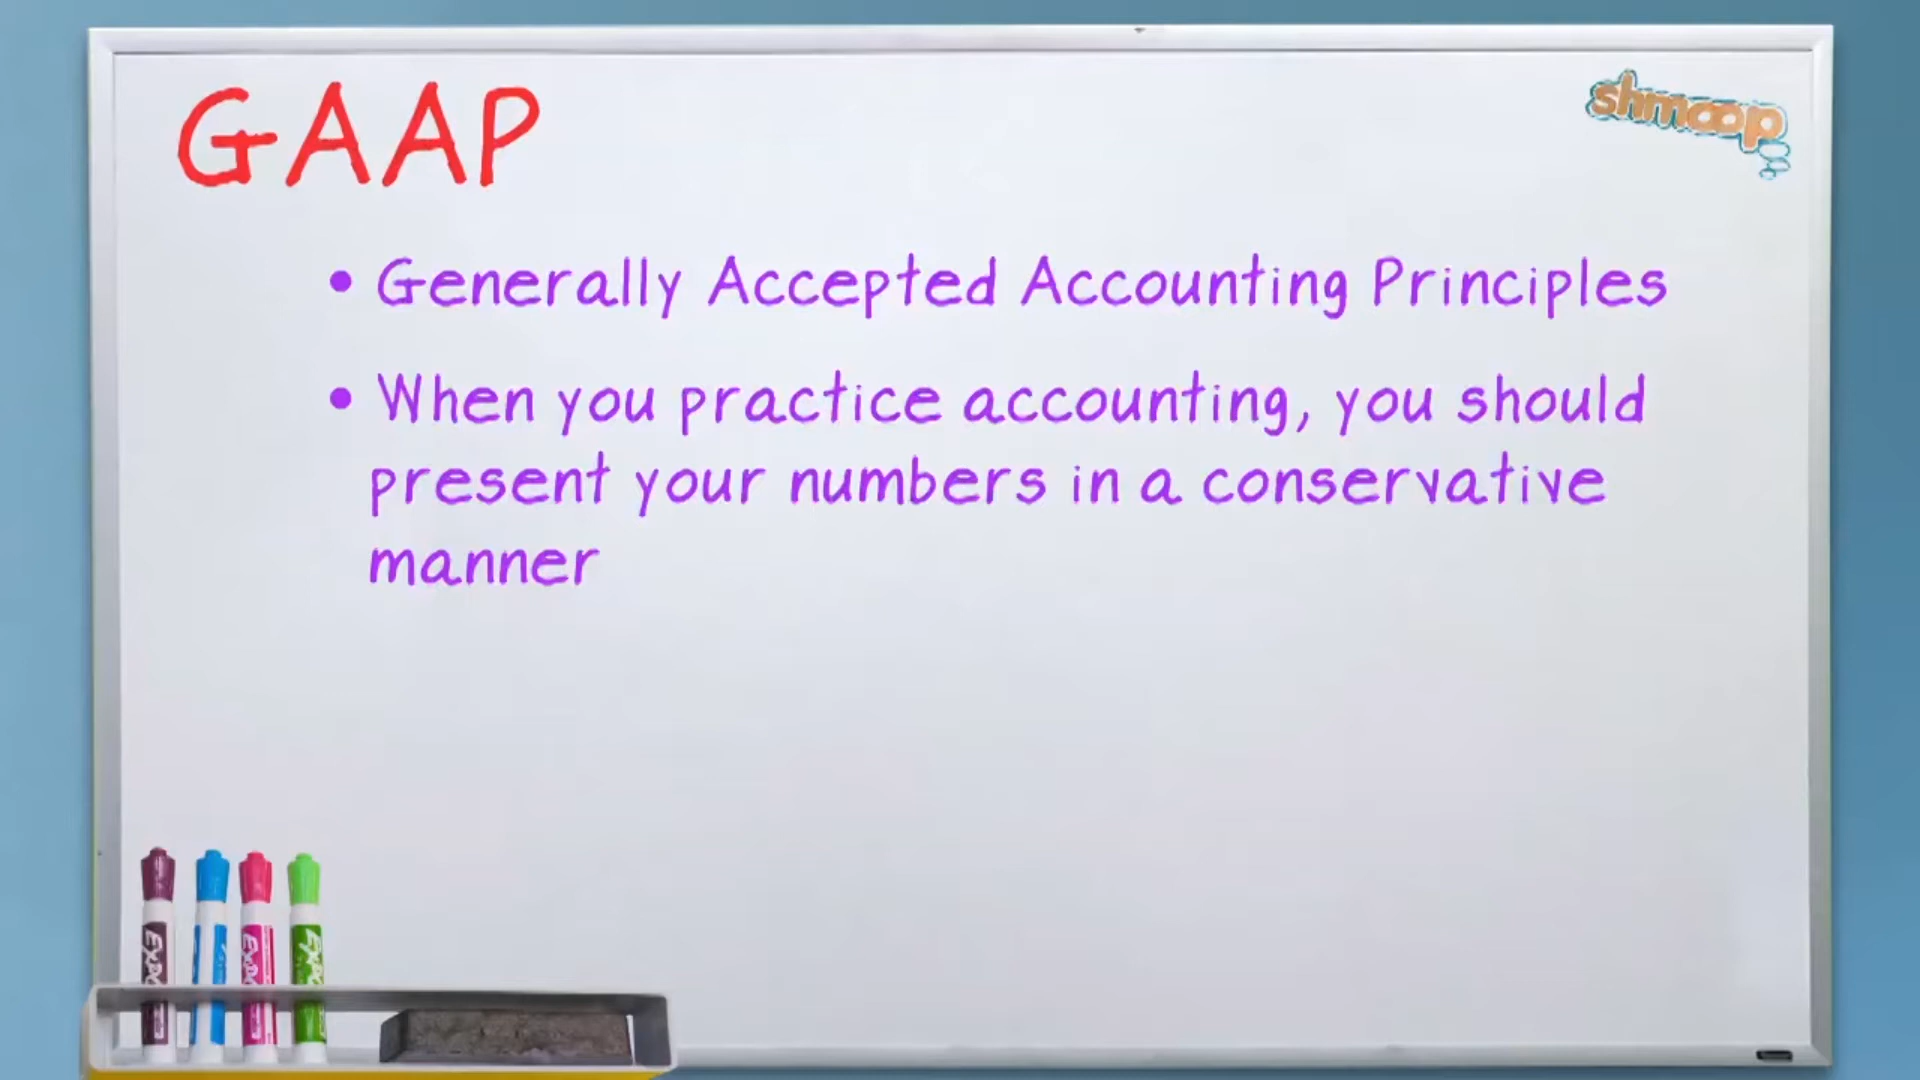 GAAP
shmoop
• Generally Accepted Accounting Principles
• When you practice accounting, you should
present your numbers in a conservative
manner